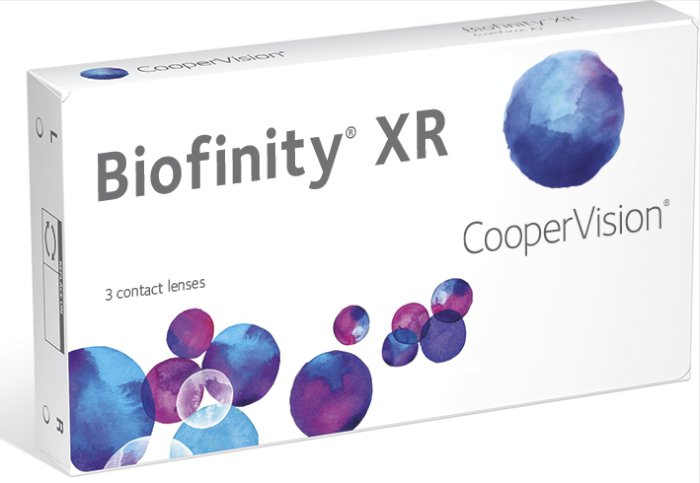 CooperVision®
Biofinity® XR
Biofinity® XR
CooperVision®
3 contact lenses
L
R